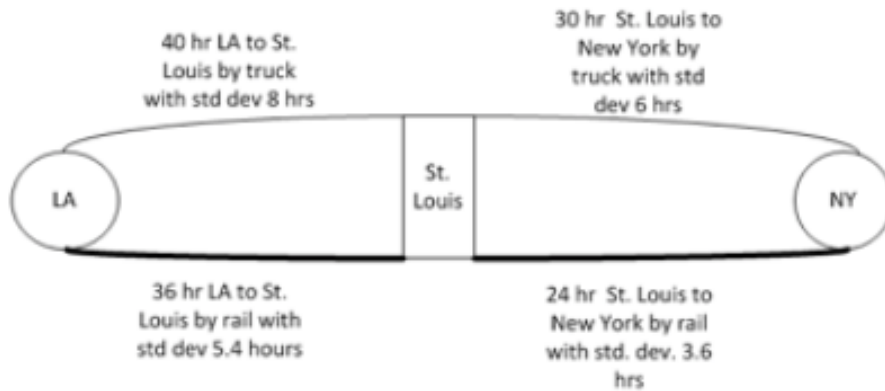 40 hr LA to St.
Louis by truck
with std dev 8 hrs
30 hr St. Louis to
New York by
truck with std
dev 6 hrs
LA
St.
Louis
NY
36 hr LA to St.
Louis by rail with
std dev 5.4 hours
24 hr St. Louis to
New York by rail
with std. dev. 3.6
hrs